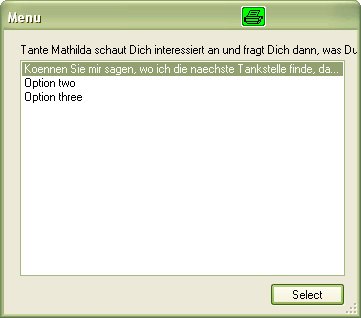 Menu
Tante Mathilda schaut Dich interessiert an und fragt Dich dann, was Du
Koennen Sie mir sagen, wo ich die naechste Tankstelle finde, da...
Option two
Option three
Select